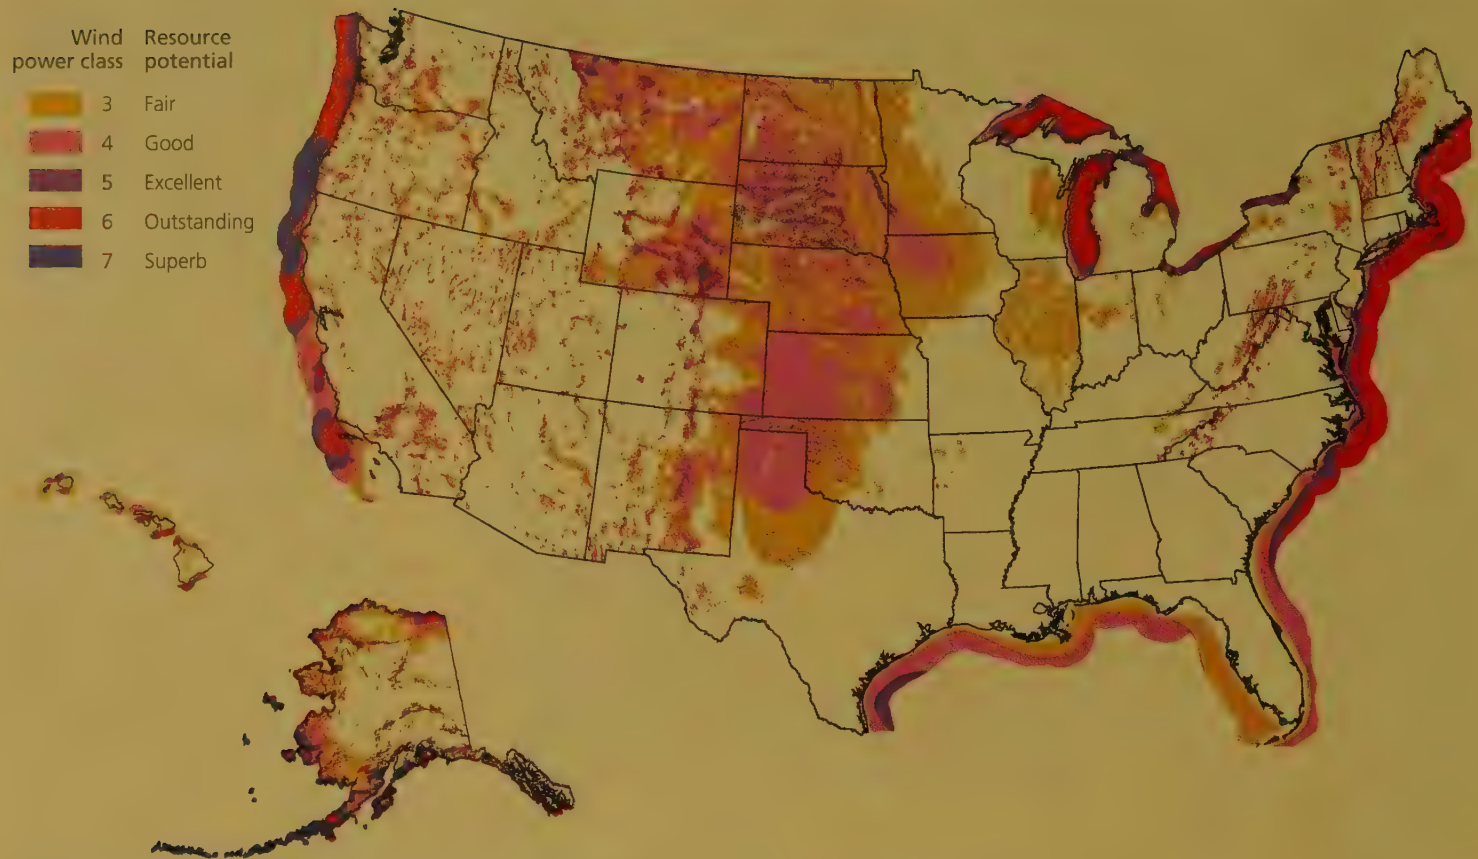 Wind power class Resource potential
3 Fair
4 Good
5 Excellent
6 Outstanding
7 Superb